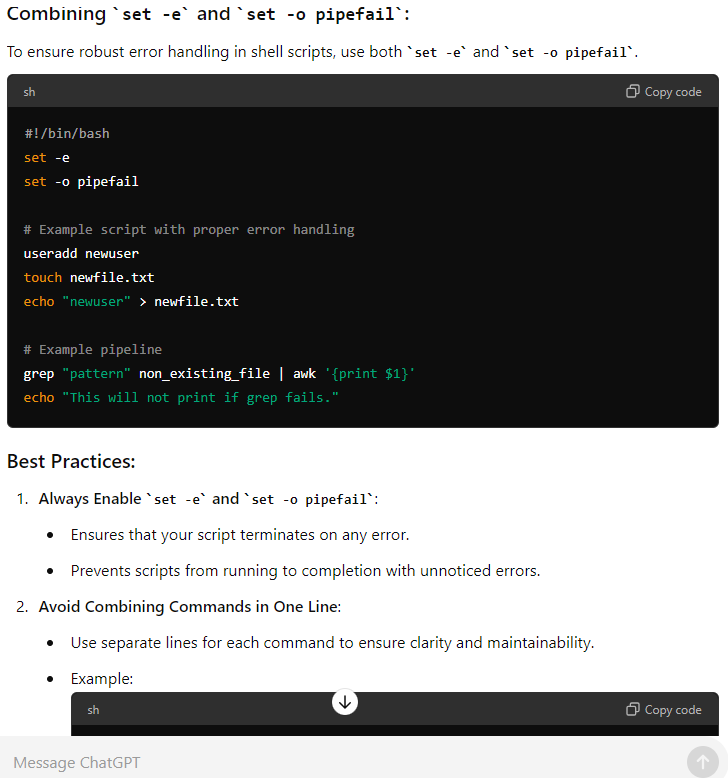 Combining `set -e` and `set -o pipefail`:
To ensure robust error handling in shell scripts, use both `set -e` and `set -o pipefail`.
sh
Copy code
#!/bin/bash
set -e
set -o pipefail
# Example script with proper error handling
useradd newuser
touch newfile.txt
echo "newuser" > newfile.txt
# Example pipeline
grep "pattern" non_existing_file | awk '{print $1}'
echo "This will not print if grep fails."
Best Practices:
1. Always Enable `set -e` and `set -o pipefail`:
• Ensures that your script terminates on any error.
• Prevents scripts from running to completion with unnoticed errors.
2. Avoid Combining Commands in One Line:
• Use separate lines for each command to ensure clarity and maintainability.
• Example:
sh
Copy code
Message ChatGPT